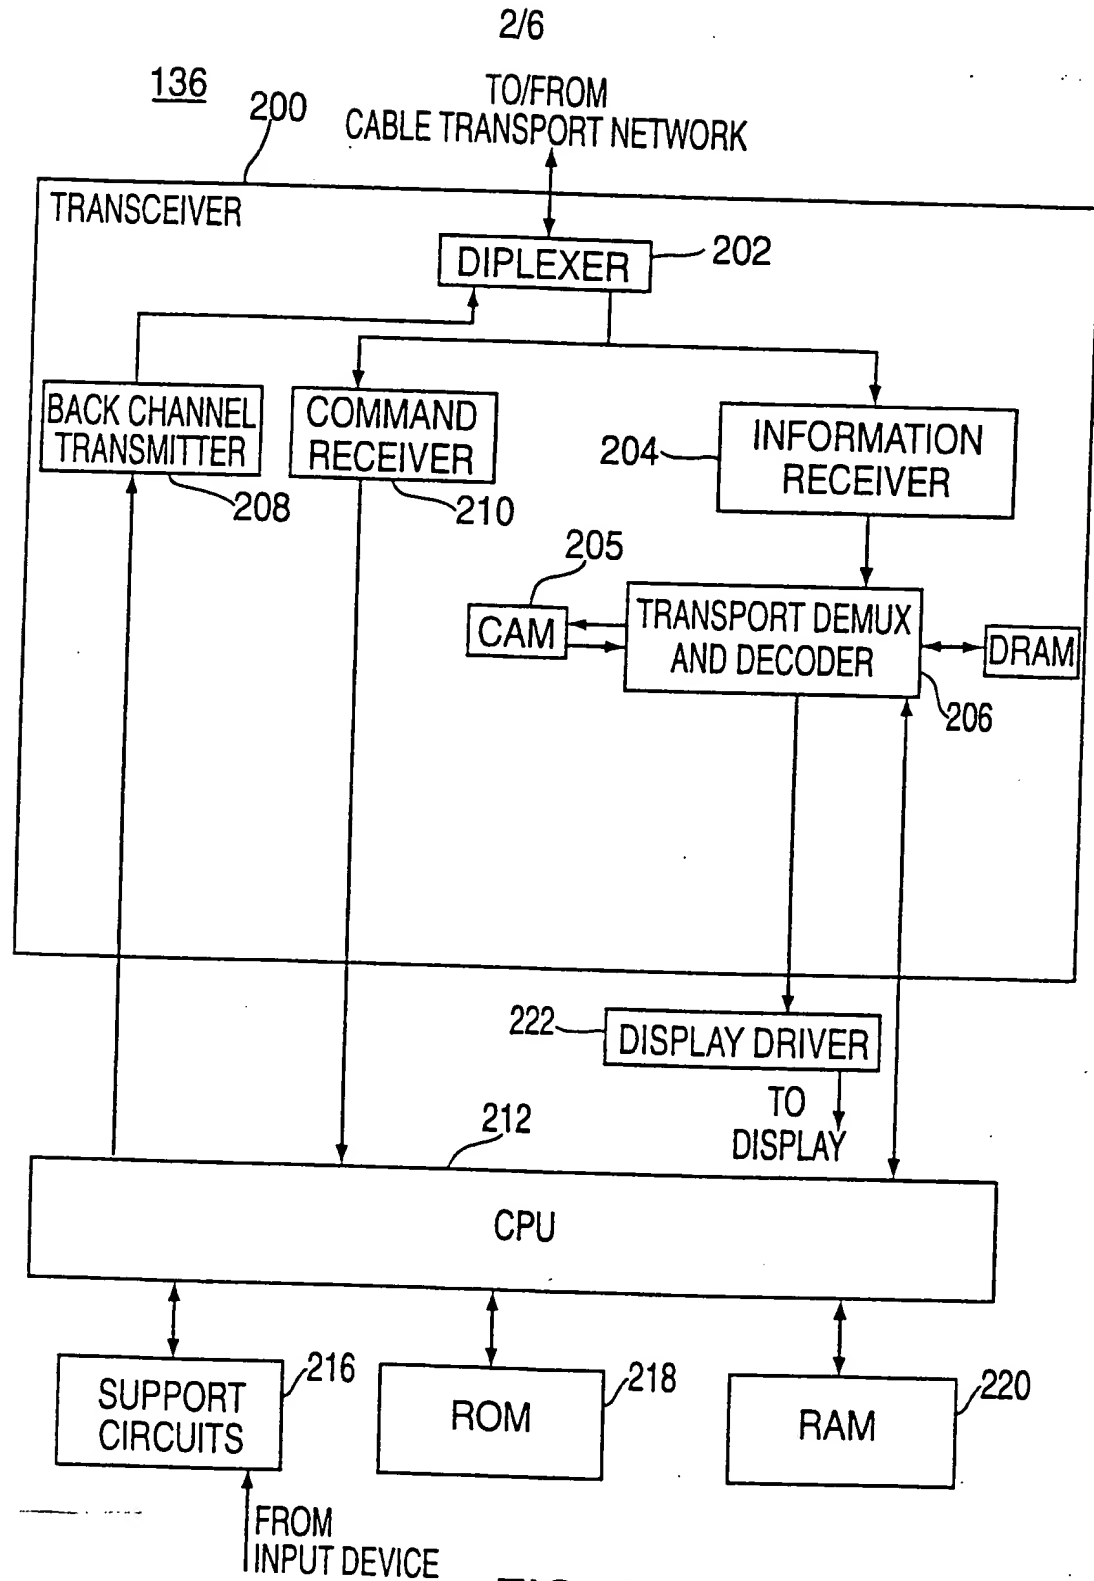 2/6
136
200
TO/FROM
CABLE TRANSPORT NETWORK
TRANSCEIVER
DIPLEXER
202
BACK CHANNEL
TRANSMITTER
208
COMMAND
RECEIVER
210
204
INFORMATION
RECEIVER
205
CAM
TRANSPORT DEMUX
AND DECODER
DRAM
206
222
DISPLAY DRIVER
TO
DISPLAY
212
CPU
SUPPORT
CIRCUITS
216
ROM
218
RAM
220
FROM
INPUT DEVICE